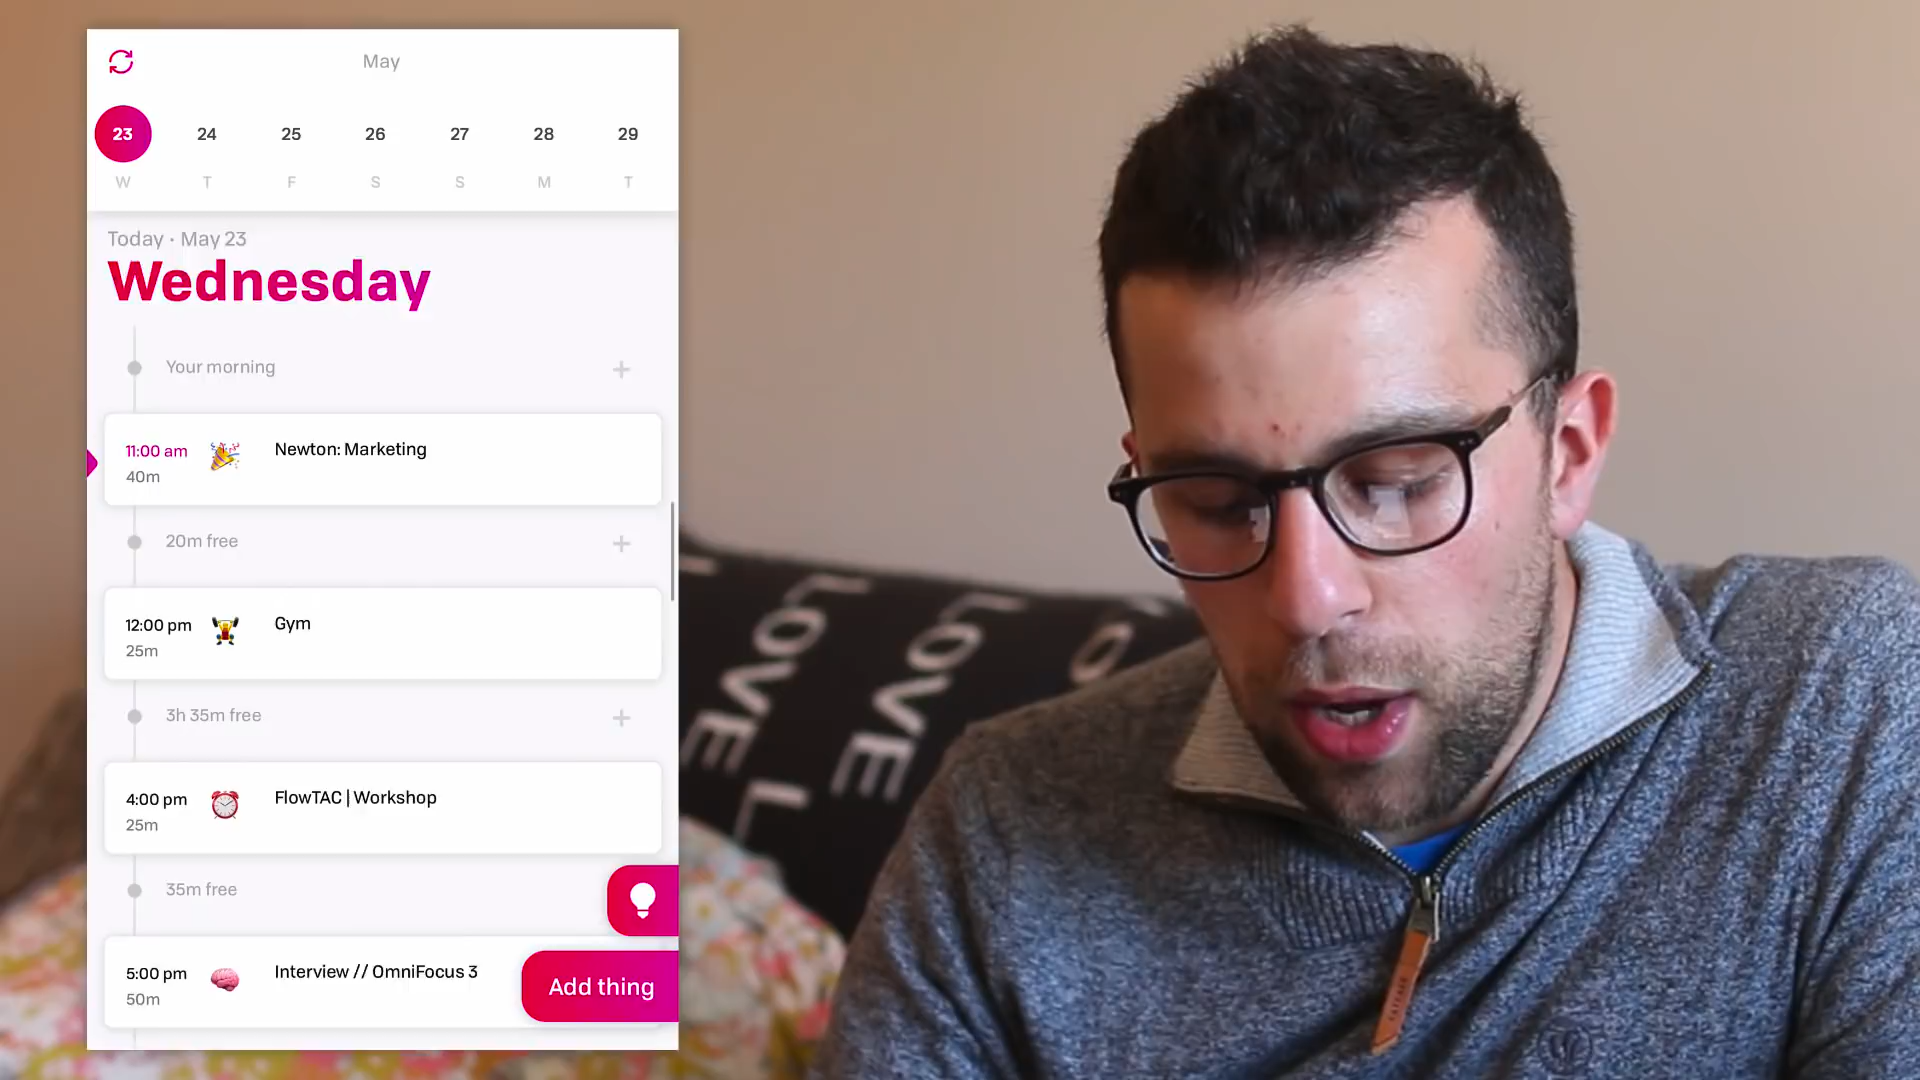 May
23 24 25 26 27 28 29
W T F S S M T
Today · May 23
Wednesday
Your morning
11:00 am Newton: Marketing
40m
20m free
12:00 pm Gym
25m
3h 35m free
4:00 pm FlowTAC | Workshop
25m
35m free
5:00 pm Interview // OmniFocus 3
50m
Add thing
LOVE
LOVE
LO
L